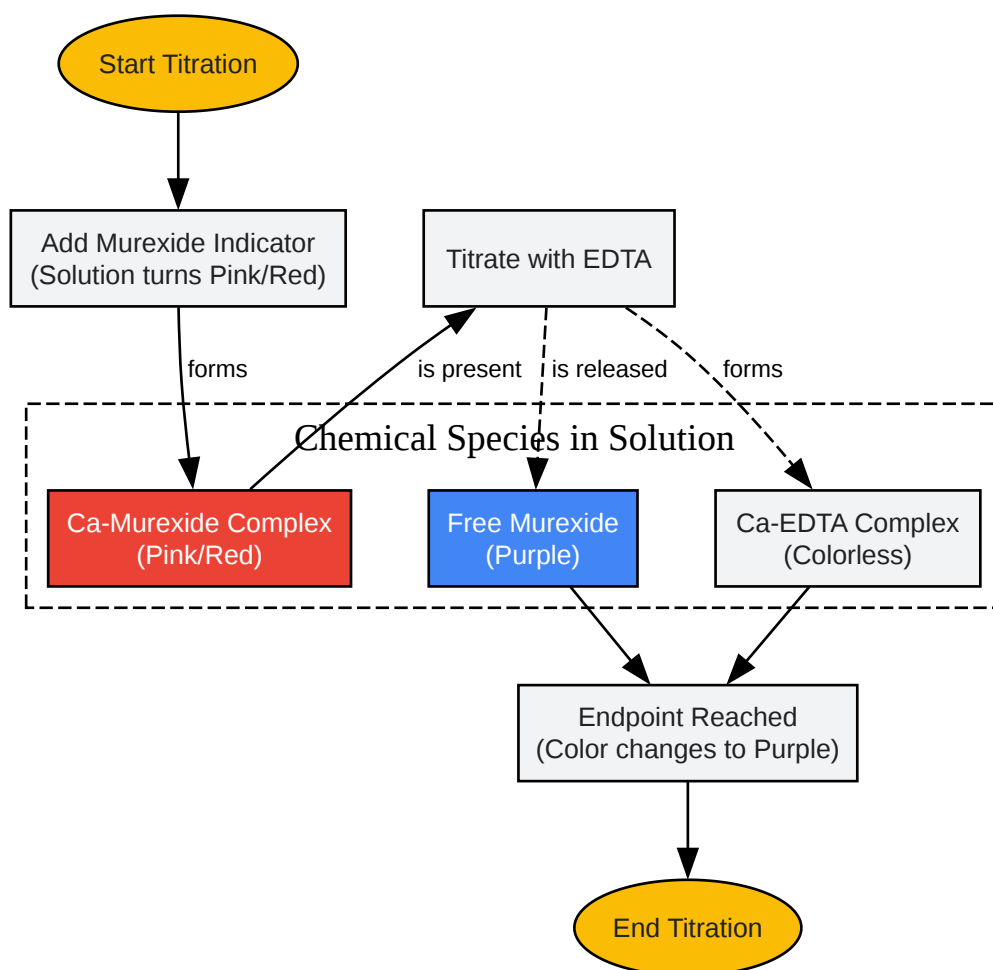 Start Titration
Add Murexide Indicator
(Solution turns Pink/Red)
Titrate with EDTA
forms
is present
is released
forms
Chemical Species in Solution
Ca-Murexide Complex
(Pink/Red)
Free Murexide
(Purple)
Ca-EDTA Complex
(Colorless)
Endpoint Reached
(Color changes to Purple)
End Titration